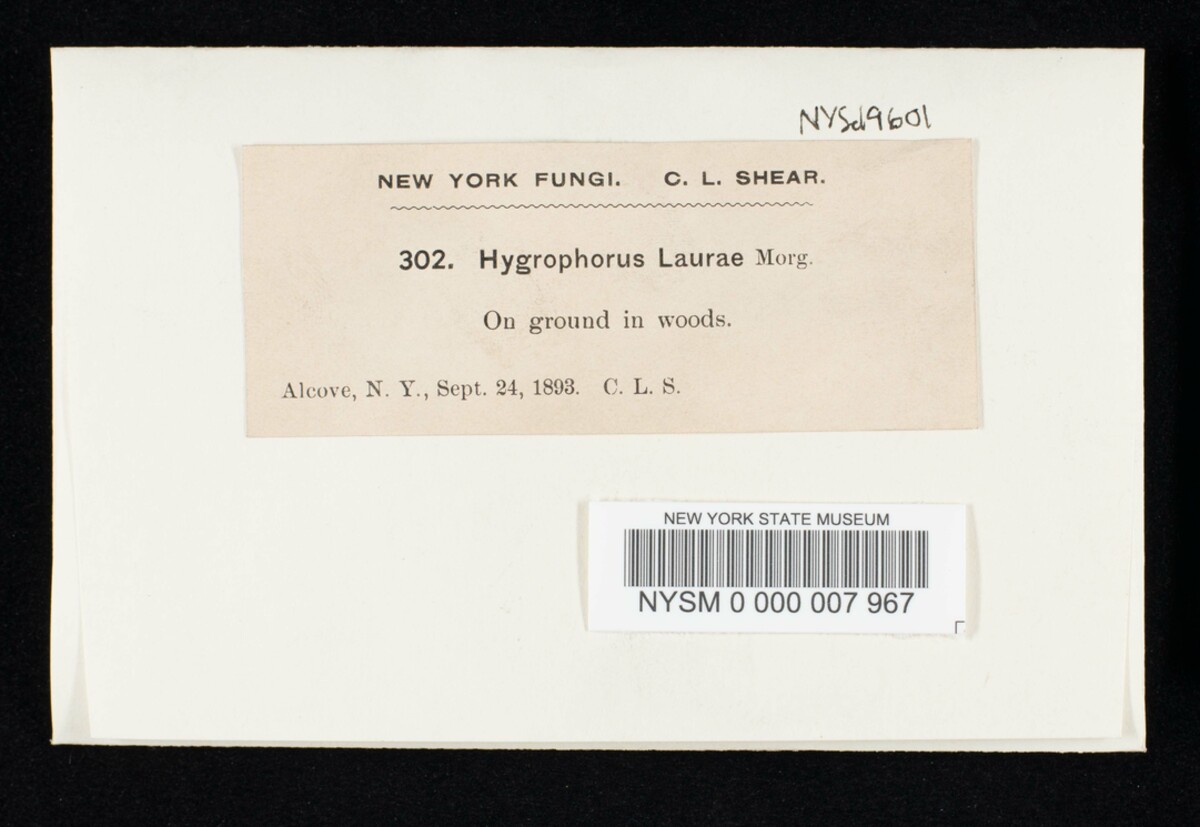 NYSd9601
NEW YORK FUNGI. C. L. SHEAR.
302. Hygrophorus Laurae Morg.
On ground in woods.
Alcove, N. Y., Sept. 24, 1893. C. L. S.
NEW YORK STATE MUSEUM
NYSM 0 000 007 967